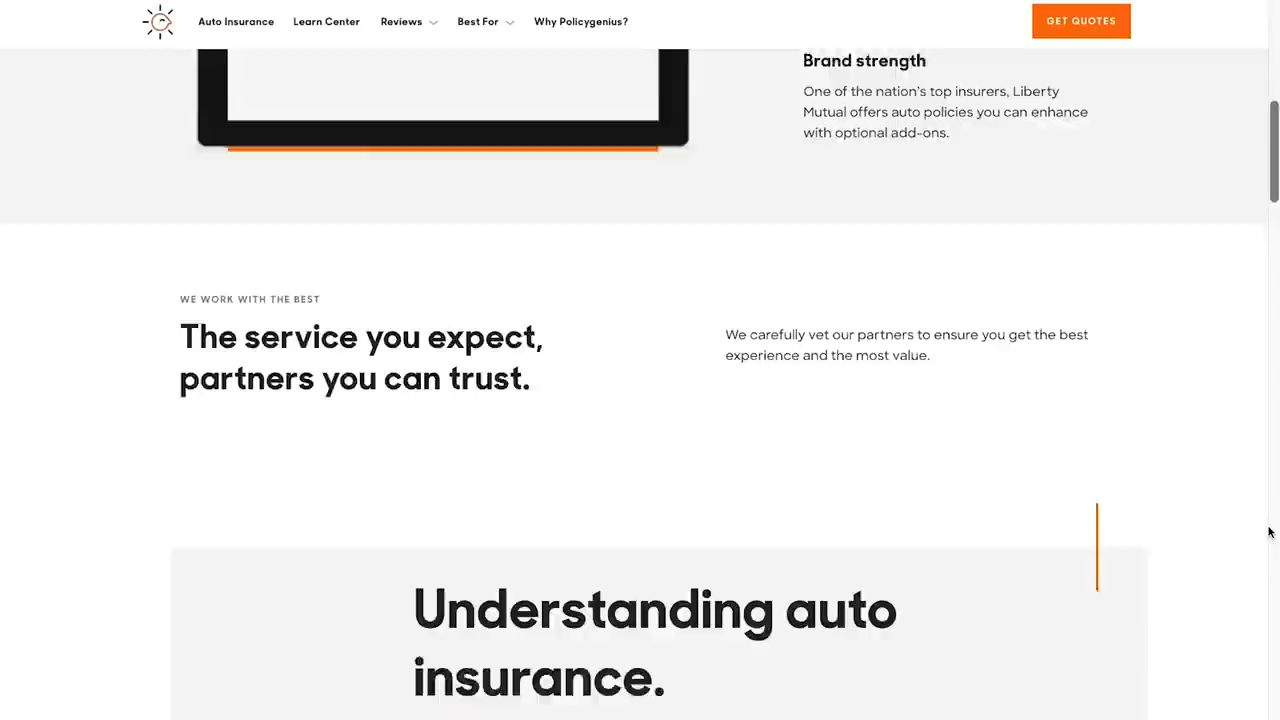 Auto Insurance Learn Center Reviews Best For Why Policygenius? GET QUOTES
Brand strength
One of the nation's top insurers, Liberty
Mutual offers auto policies you can enhance
with optional add-ons.
WE WORK WITH THE BEST
The service you expect,
partners you can trust.
We carefully vet our partners to ensure you get the best
experience and the most value.
Understanding auto
insurance.